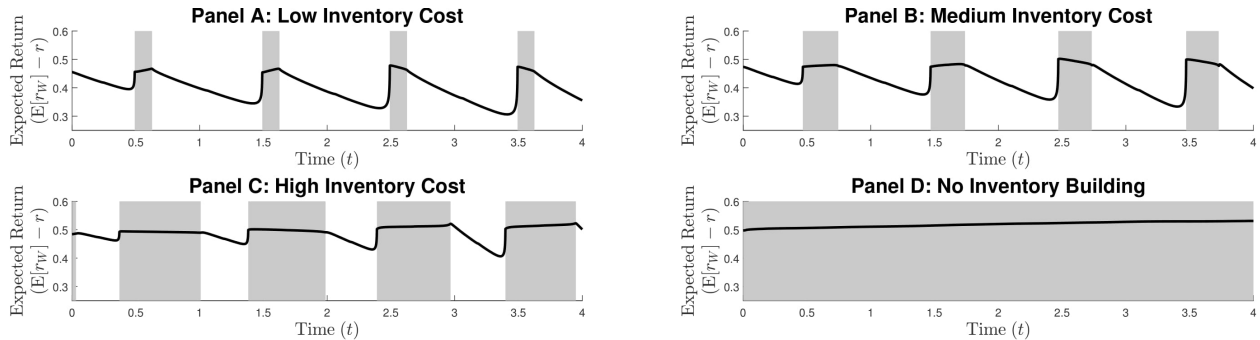 Panel A: Low Inventory Cost
Expected Return
(E[r_W] − r)
0.6
0.5
0.4
0.3
0 0.5 1 1.5 2 2.5 3 3.5 4
Time (t)
Panel B: Medium Inventory Cost
Expected Return
(E[r_W] − r)
0.6
0.5
0.4
0.3
0 0.5 1 1.5 2 2.5 3 3.5 4
Time (t)
Panel C: High Inventory Cost
Expected Return
(E[r_W] − r)
0.6
0.5
0.4
0.3
0 0.5 1 1.5 2 2.5 3 3.5 4
Time (t)
Panel D: No Inventory Building
Expected Return
(E[r_W] − r)
0.6
0.5
0.4
0.3
0 0.5 1 1.5 2 2.5 3 3.5 4
Time (t)